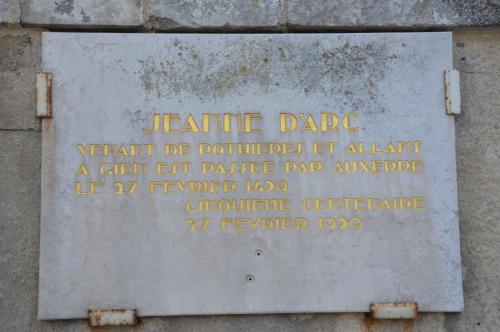 JEANNE D'ARC
VENANT DE POTHIERES ET ALLANT
A GIEN EST PASSEE PAR AUXERRE
LE 27 FEVRIER 1429
CINQUIEME CENTENAIRE
27 FEVRIER 1929